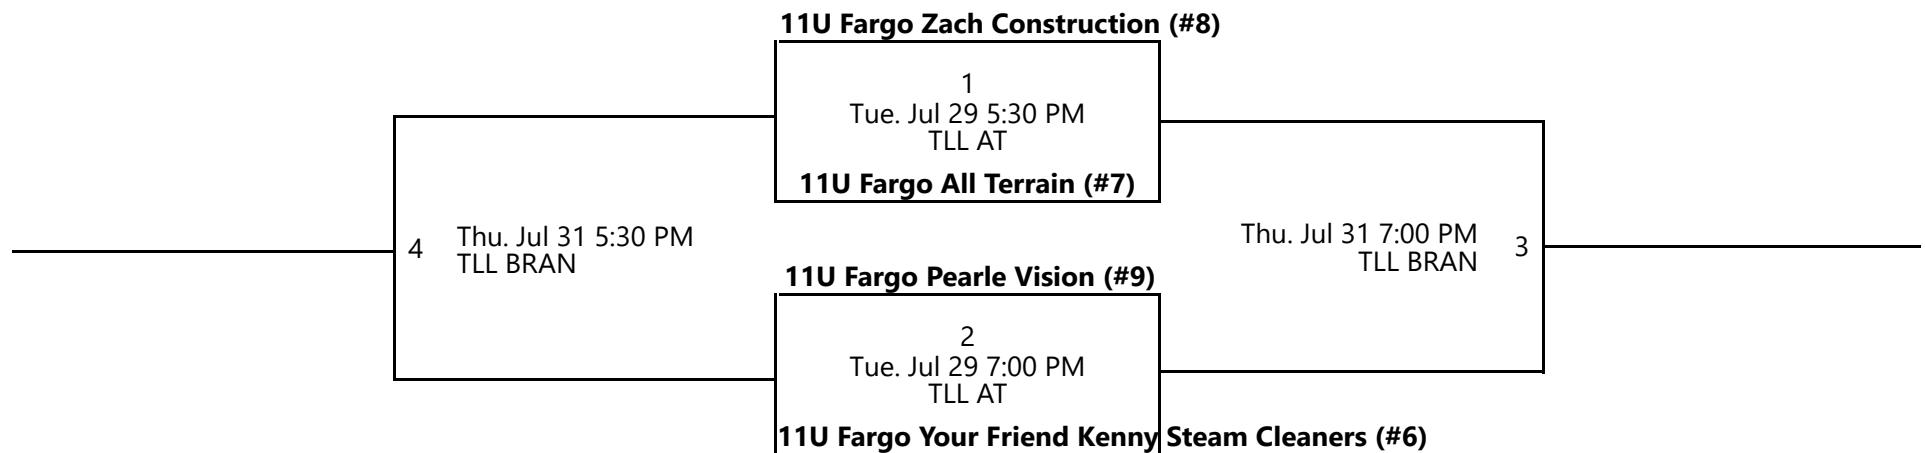 11U Fargo Zach Construction (#8)
1
Tue. Jul 29 5:30 PM
TLL AT
11U Fargo All Terrain (#7)
4
Thu. Jul 31 5:30 PM
TLL BRAN
Thu. Jul 31 7:00 PM
TLL BRAN
3
11U Fargo Pearle Vision (#9)
2
Tue. Jul 29 7:00 PM
TLL AT
11U Fargo Your Friend Kenny Steam Cleaners (#6)